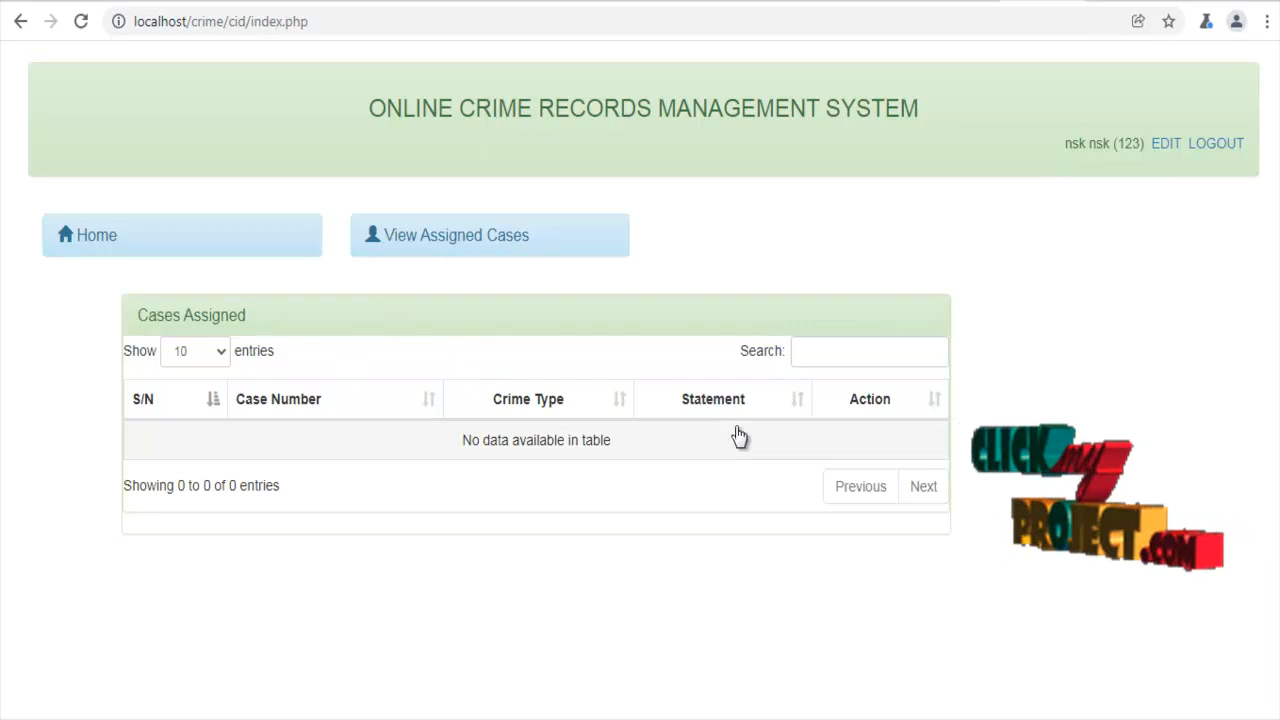 localhost/crime/cid/index.php
ONLINE CRIME RECORDS MANAGEMENT SYSTEM
nsk nsk (123) EDIT LOGOUT
Home View Assigned Cases
Cases Assigned
Show 10 entries Search:
S/N Case Number Crime Type Statement Action
No data available in table
Showing 0 to 0 of 0 entries Previous Next
CLICK my
PROJECT.COM